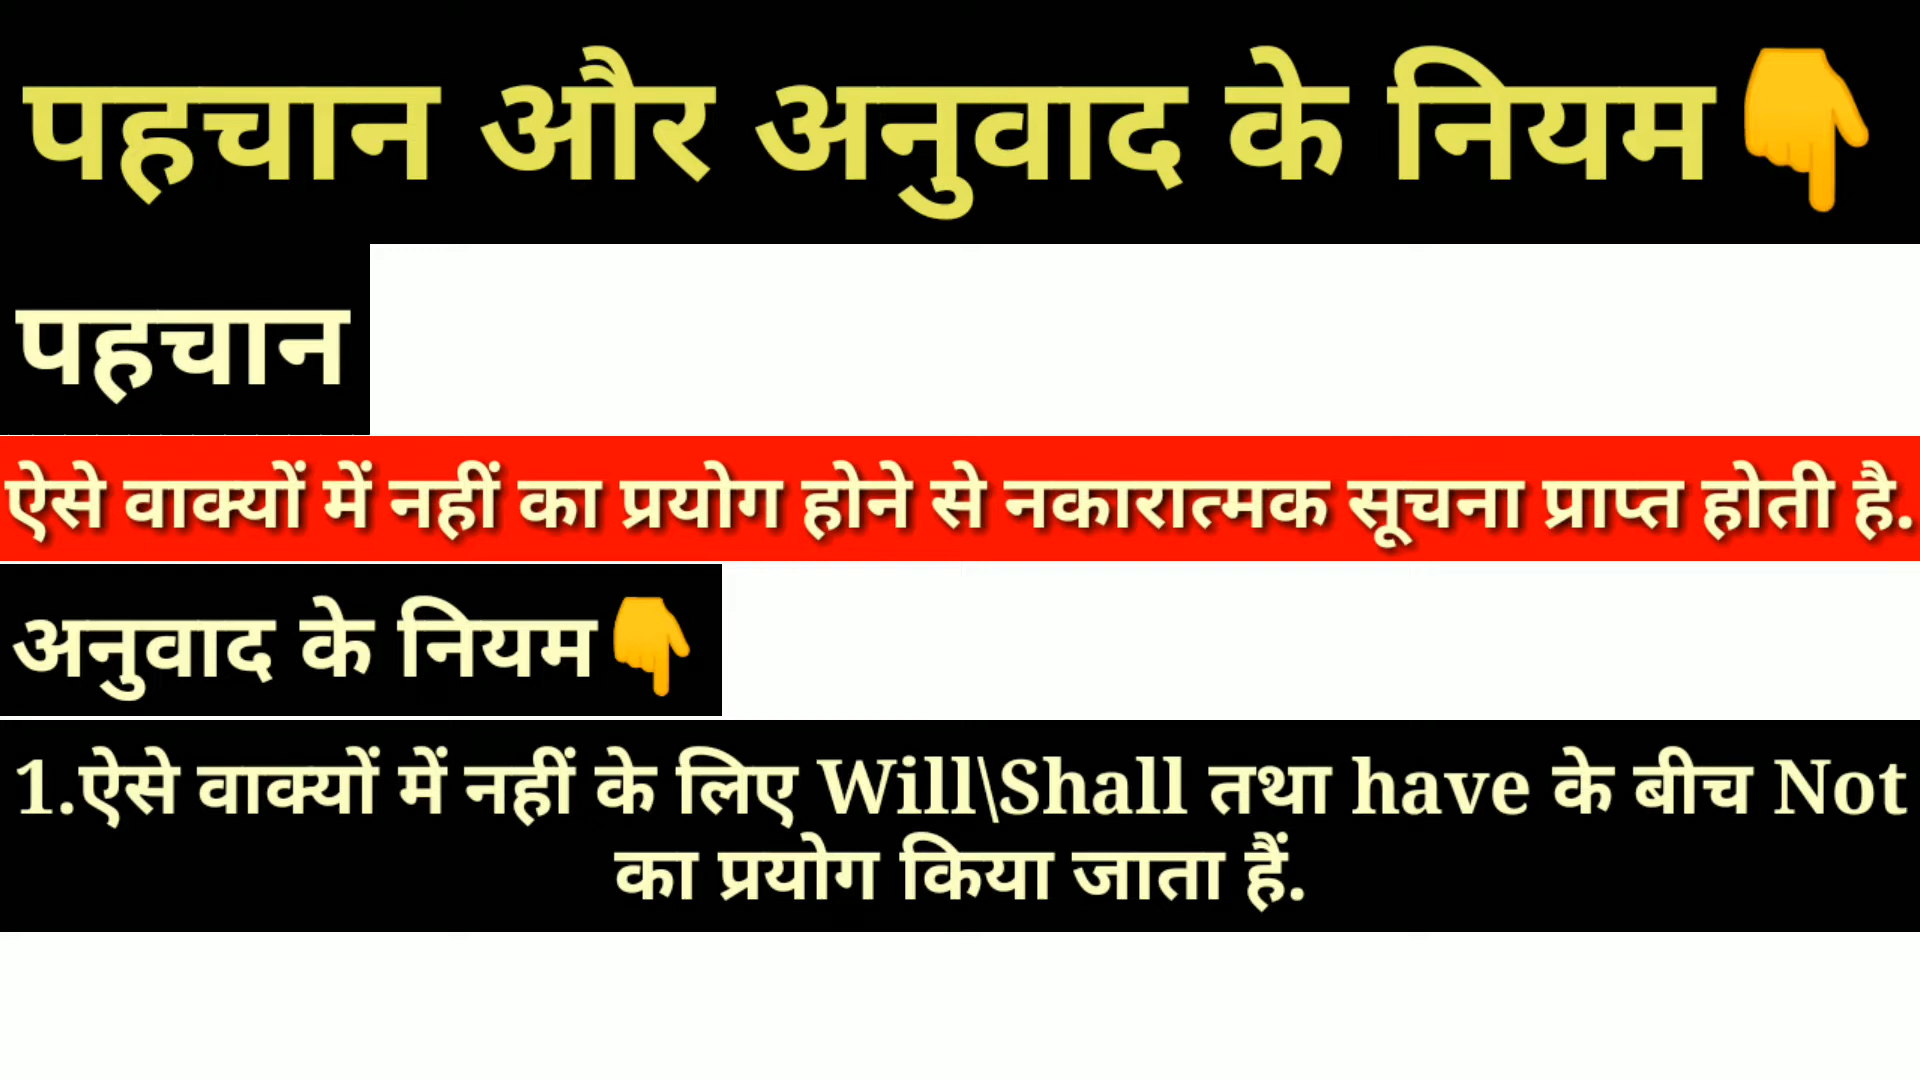 पहचान और अनुवाद के नियम👇
पहचान
ऐसे वाक्यों में नहीं का प्रयोग होने से नकारात्मक सूचना प्राप्त होती है.
अनुवाद के नियम👇
1.ऐसे वाक्यों में नहीं के लिए Will\Shall तथा have के बीच Not
का प्रयोग किया जाता हैं.